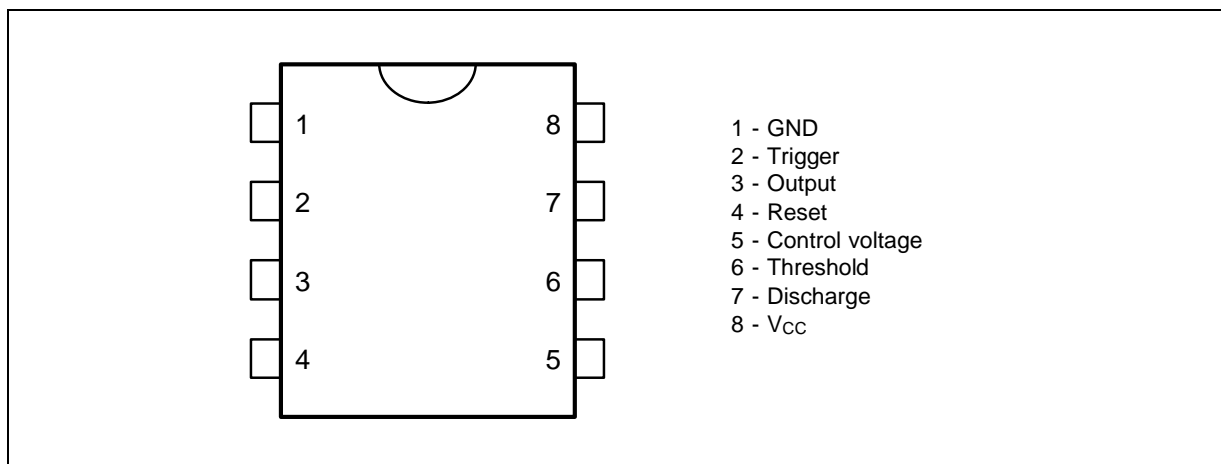 1
2
3
4
8
7
6
5
1 - GND
2 - Trigger
3 - Output
4 - Reset
5 - Control voltage
6 - Threshold
7 - Discharge
8 - VCC